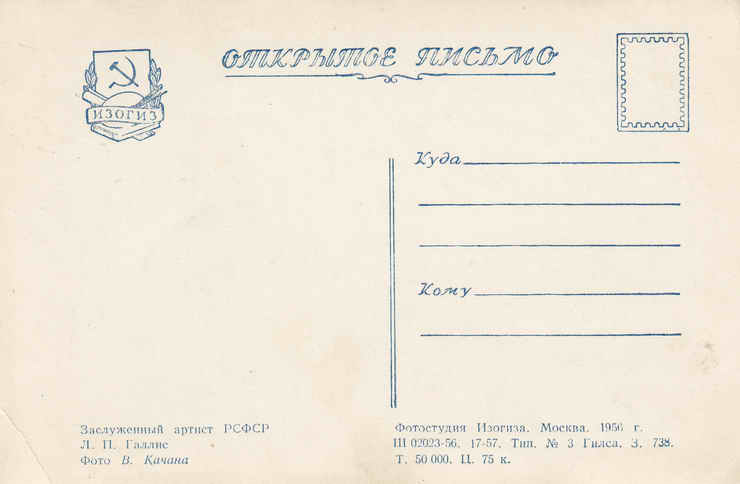 ОТКРЫТОЕ ПИСЬМО
ИЗОГИЗ
Куда
Кому
Заслуженный артист РСФСР
Л. П. Галлис
Фото В. Качана
Фотостудия Изогиза. Москва. 1956 г.
Ш 02023-56. 17-57. Тип. № 3 Гилса. З. 738.
Т. 50 000. Ц. 75 к.